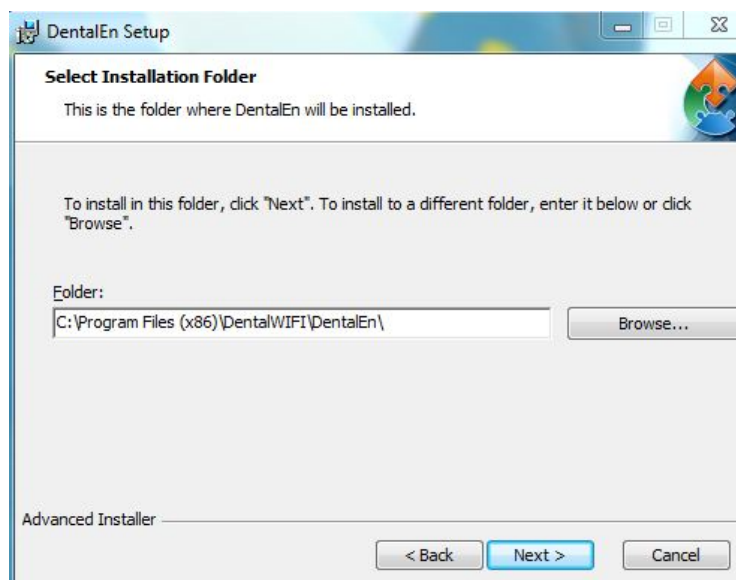 DentalEn Setup
Select Installation Folder
This is the folder where DentalEn will be installed.
To install in this folder, click "Next". To install to a different folder, enter it below or click
"Browse".
Folder:
C:\Program Files (x86)\DentalWIFI\DentalEn\
Browse...
Advanced Installer
< Back
Next >
Cancel